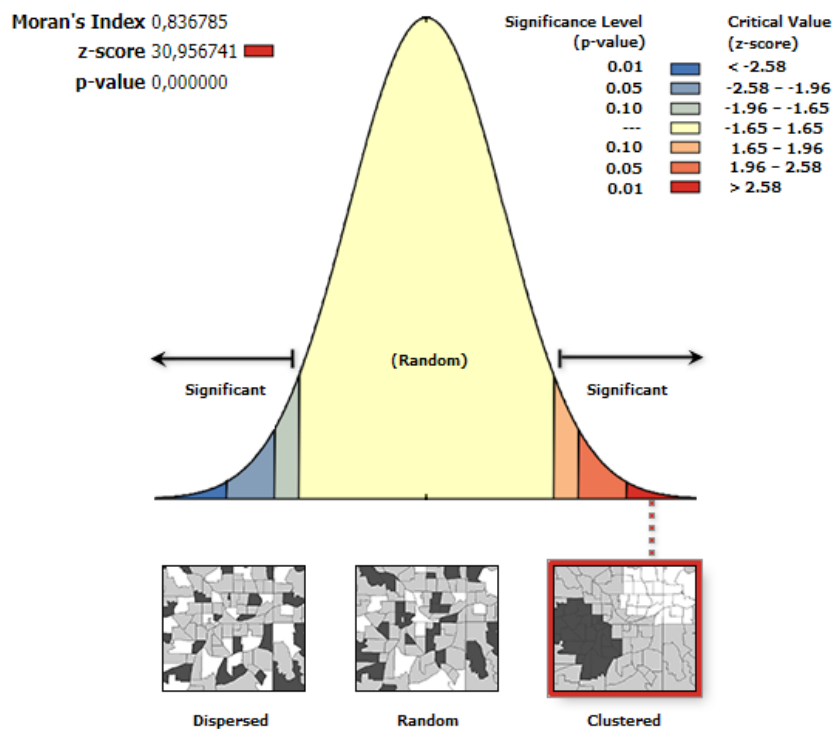 Moran's Index 0,836785
z-score 30,956741
p-value 0,000000
Significance Level
(p-value)
Critical Value
(z-score)
0.01 < -2.58
0.05 -2.58 – -1.96
0.10 -1.96 – -1.65
--- -1.65 – 1.65
0.10 1.65 – 1.96
0.05 1.96 – 2.58
0.01 > 2.58
(Random)
Significant
Significant
Dispersed
Random
Clustered